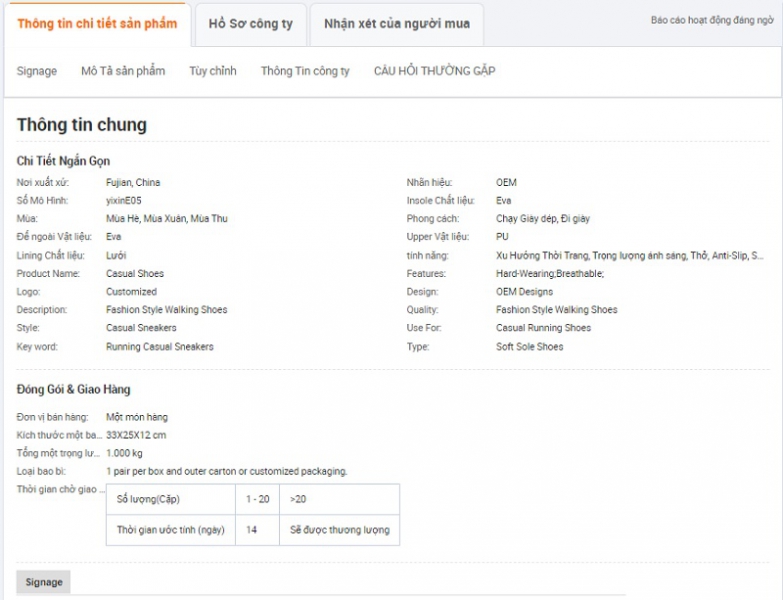 Thông tin chi tiết sản phẩm Hồ Sơ công ty Nhận xét của người mua Báo cáo hoạt động đáng ngờ
Signage Mô Tả sản phẩm Tùy chỉnh Thông Tin công ty CÂU HỎI THƯỜNG GẶP
Thông tin chung
Chi Tiết Ngắn Gọn
Nơi xuất xứ: Fujian, China Nhãn hiệu: OEM
Số Mô Hình: yixinE05 Insole Chất liệu: Eva
Mùa: Mùa Hè, Mùa Xuân, Mùa Thu Phong cách: Chạy Giày dép, Đi giày
Đế ngoài Vật liệu: Eva Upper Vật liệu: PU
Lining Chất liệu: Lưới tính năng: Xu Hướng Thời Trang, Trọng lượng ánh sáng, Thở, Anti-Slip, S...
Product Name: Casual Shoes Features: Hard-Wearing;Breathable;
Logo: Customized Design: OEM Designs
Description: Fashion Style Walking Shoes Quality: Fashion Style Walking Shoes
Style: Casual Sneakers Use For: Casual Running Shoes
Key word: Running Casual Sneakers Type: Soft Sole Shoes
Đóng Gói & Giao Hàng
Đơn vị bán hàng: Một món hàng
Kích thước một ba... 33X25X12 cm
Tổng một trọng lư... 1.000 kg
Loại bao bì: 1 pair per box and outer carton or customized packaging.
Thời gian chờ giao ...
Số lượng(Cặp) 1 - 20 >20
Thời gian ước tính (ngày) 14 Sẽ được thương lượng
Signage